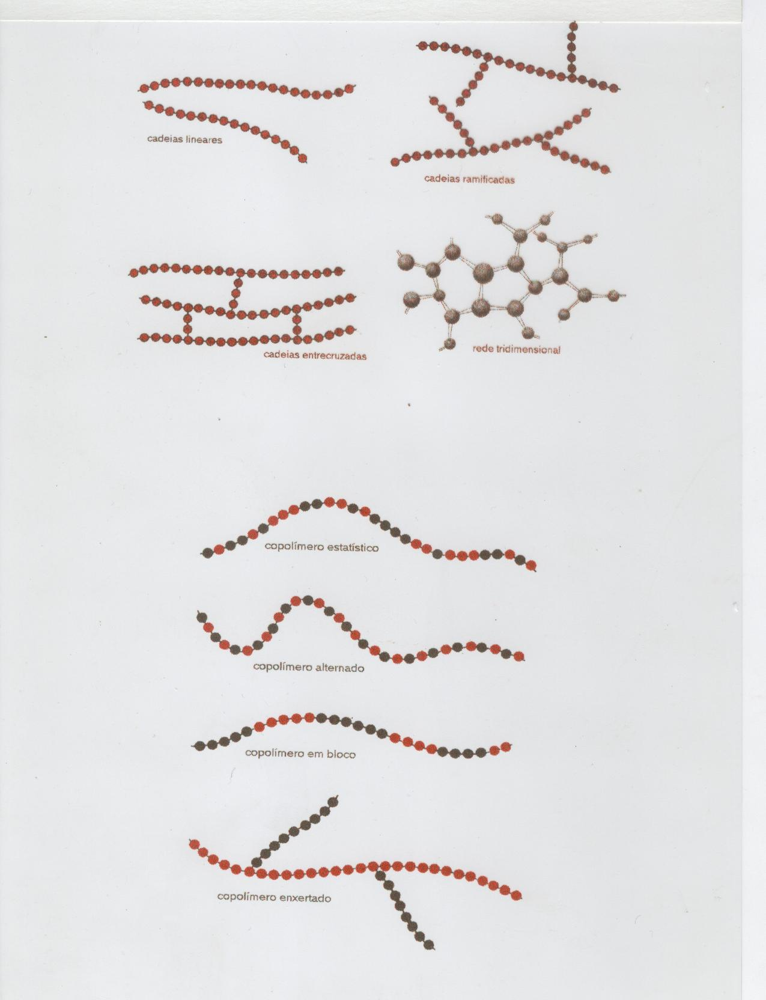 cadeias lineares
cadeias ramificadas
cadeias entrecruzadas
rede tridimensional
copolímero estatístico
copolímero alternado
copolímero em bloco
copolímero enxertado